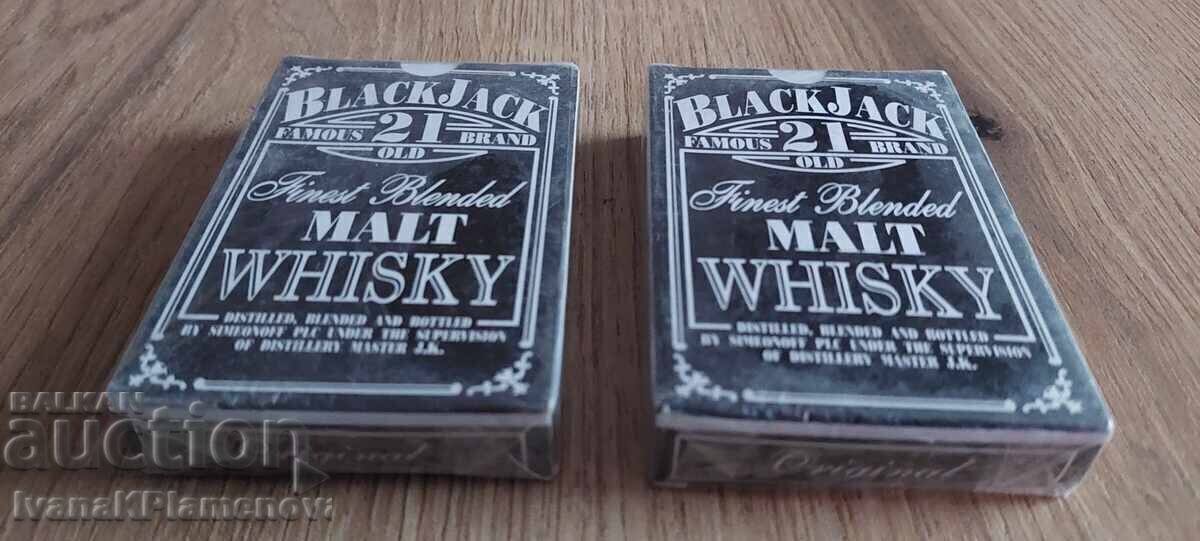 BLACKJACK
FAMOUS 21 BRAND
OLD
Finest Blended
MALT
WHISKY
DISTILLED, BLENDED AND BOTTLED
BY SIMEONOFF PLC UNDER THE SUPERVISION
OF DISTILLERY MASTER J.K.
Original
BLACKJACK
FAMOUS 21 BRAND
OLD
Finest Blended
MALT
WHISKY
DISTILLED, BLENDED AND BOTTLED
BY SIMEONOFF PLC UNDER THE SUPERVISION
OF DISTILLERY MASTER J.K.
Original
BALKAN
auction
IvanaKPlamenova